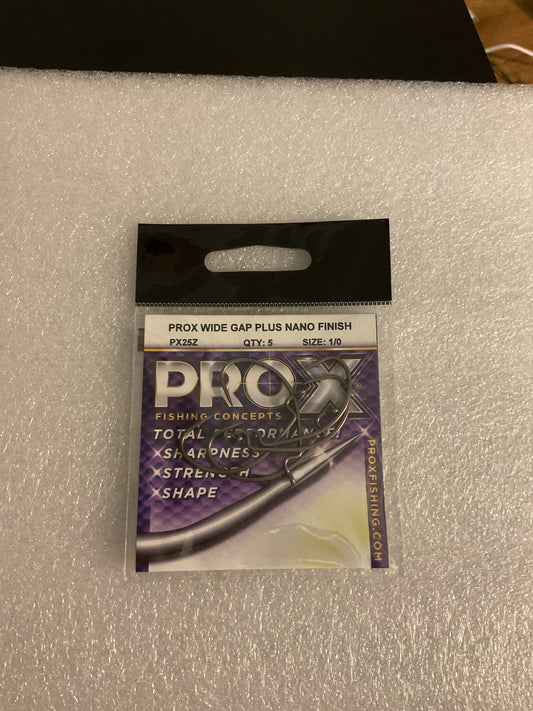 PROX WIDE GAP PLUS NANO FINISH
PX25Z QTY: 5 SIZE: 1/0
PROX®
FISHING CONCEPTS
TOTAL PERFORMANCE!
SHARPNESS
STRENGTH
SHAPE
PROXFISHING.COM